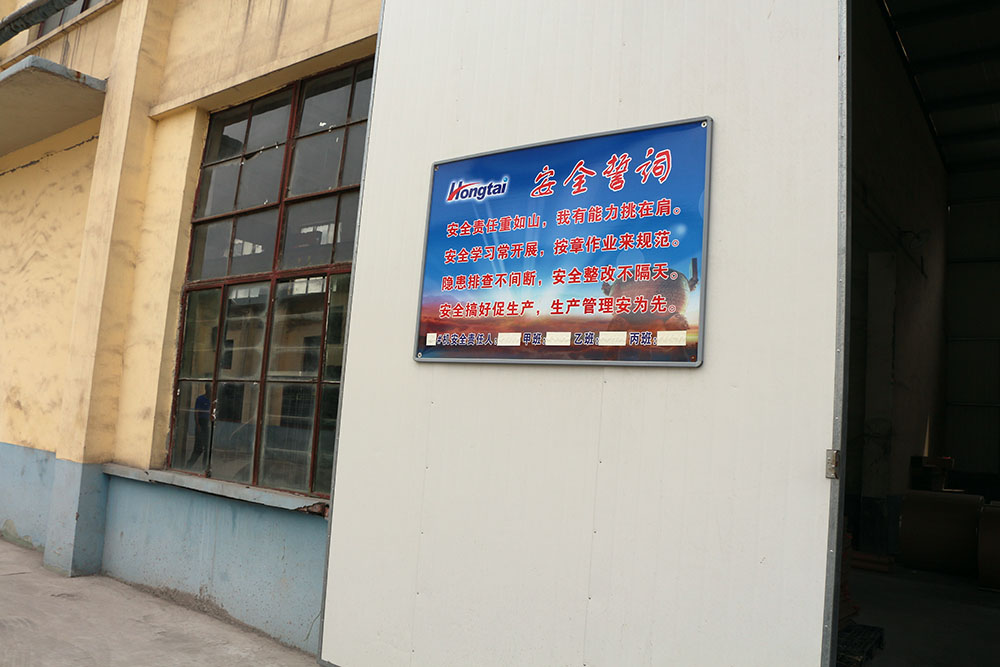 Hongtai 安全誓词
安全责任重如山，我有能力挑在肩。
安全学习常开展，按章作业来规范。
隐患排查不间断，安全整改不隔天。
安全搞好促生产，生产管理安为先。
#机安全责任人： 甲班： 乙班： 丙班：